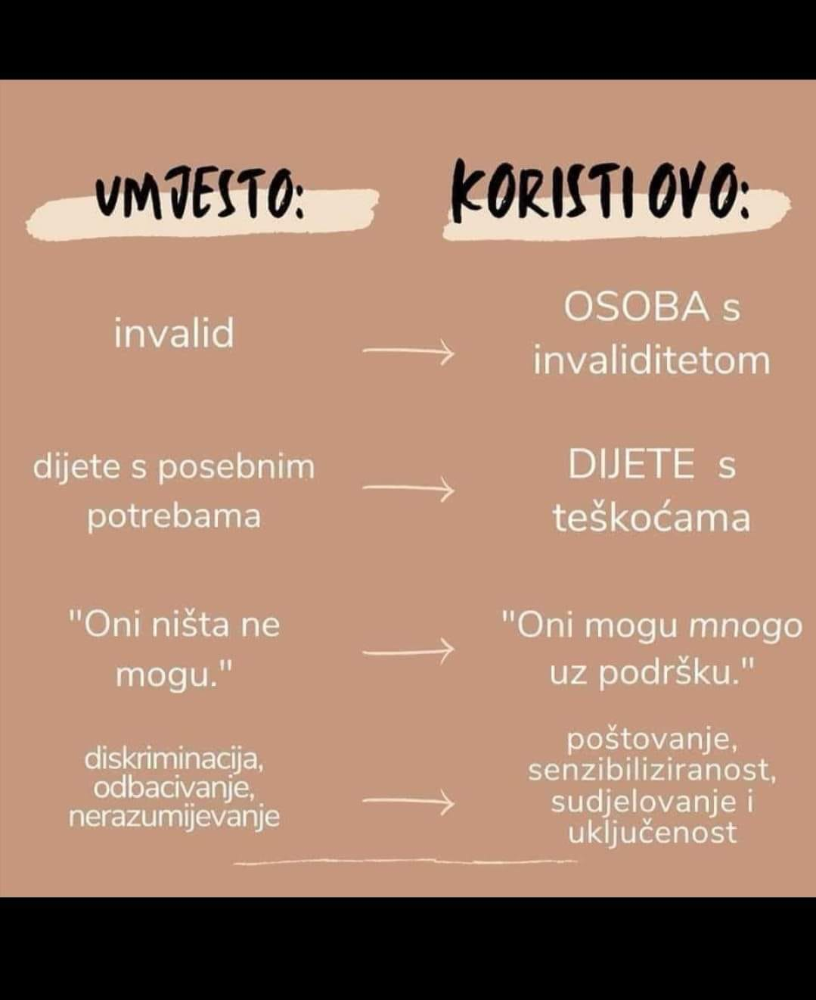 UMJESTO:
KORISTI OVO:
invalid
OSOBA s
invaliditetom
dijete s posebnim
potrebama
DIJETE s
teškoćama
"Oni ništa ne
mogu."
"Oni mogu mnogo
uz podršku."
diskriminacija,
odbacivanje,
nerazumijevanje
poštovanje,
senzibiliziranost,
sudjelovanje i
uključenost